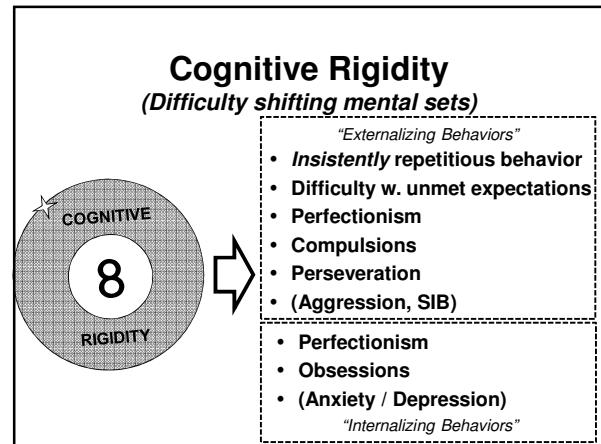 Cognitive Rigidity
(Difficulty shifting mental sets)
COGNITIVE
8
RIGIDITY
“Externalizing Behaviors”
• Insistently repetitious behavior
• Difficulty w. unmet expectations
• Perfectionism
• Compulsions
• Perseveration
• (Aggression, SIB)
• Perfectionism
• Obsessions
• (Anxiety / Depression)
“Internalizing Behaviors”